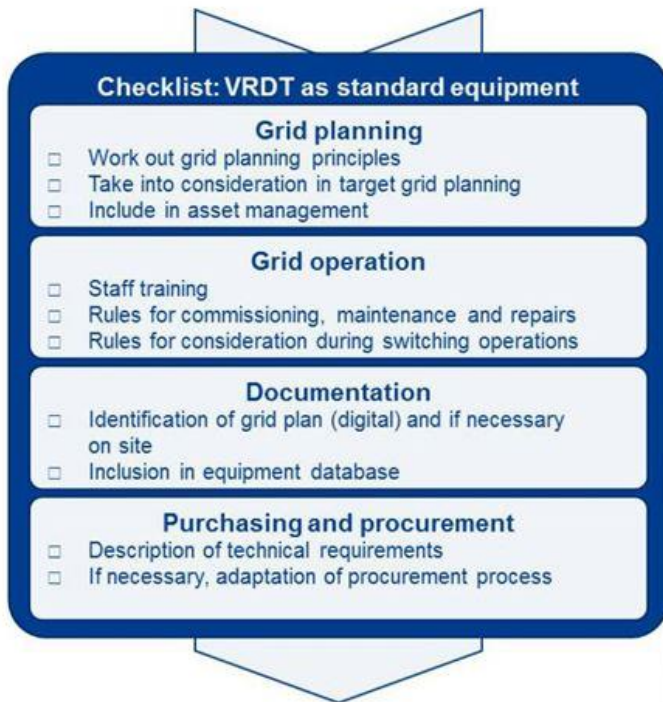 Checklist: VRDT as standard equipment
Grid planning
□ Work out grid planning principles
□ Take into consideration in target grid planning
□ Include in asset management
Grid operation
□ Staff training
□ Rules for commissioning, maintenance and repairs
□ Rules for consideration during switching operations
Documentation
□ Identification of grid plan (digital) and if necessary
on site
□ Inclusion in equipment database
Purchasing and procurement
□ Description of technical requirements
□ If necessary, adaptation of procurement process